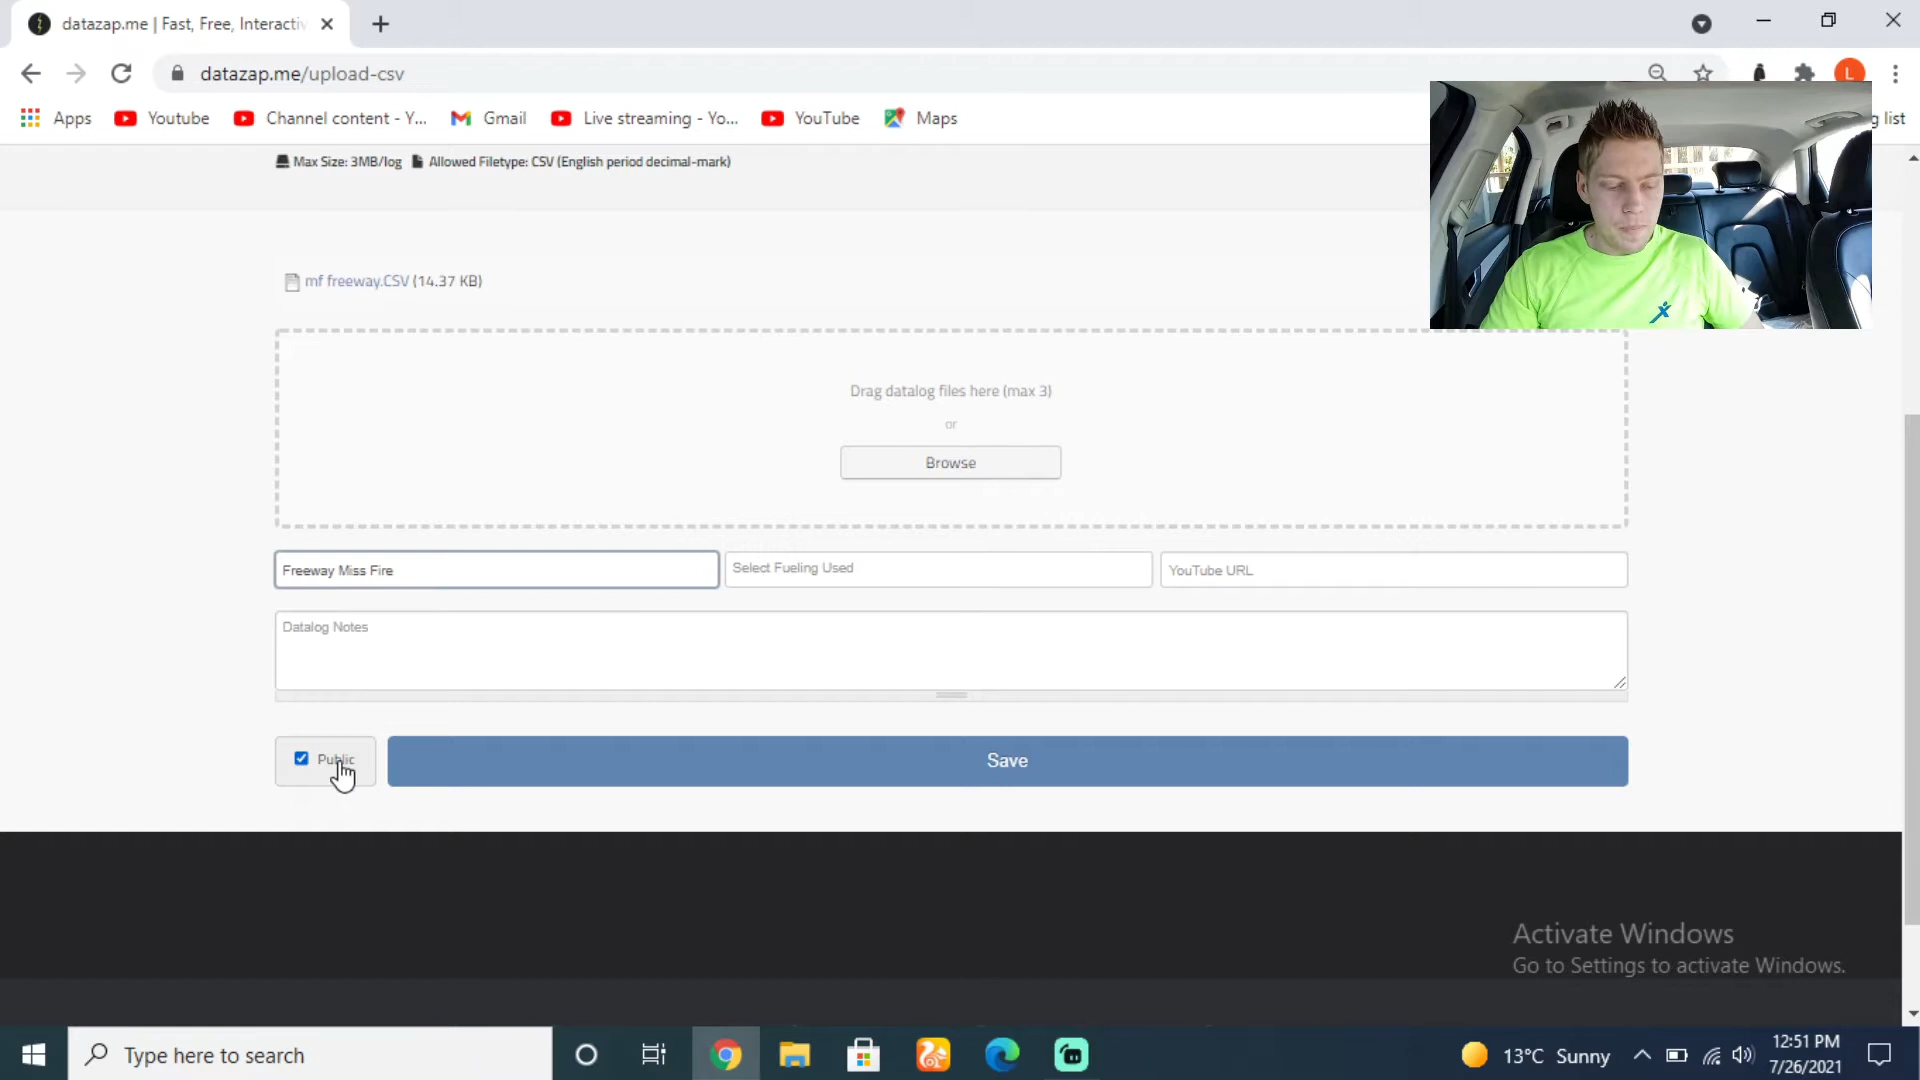 datazap.me | Fast, Free, Interactiv
datazap.me/upload-csv
L
Apps
Youtube
Channel content - Y...
Gmail
Live streaming - Yo...
YouTube
Maps
g list
Max Size: 3MB/log Allowed Filetype: CSV (English period decimal-mark)
mf freeway.CSV (14.37 KB)
Drag datalog files here (max 3)
or
Browse
Freeway Miss Fire
Select Fueling Used
YouTube URL
Datalog Notes
Public
Save
Activate Windows
Go to Settings to activate Windows.
Type here to search
13°C Sunny
12:51 PM
7/26/2021